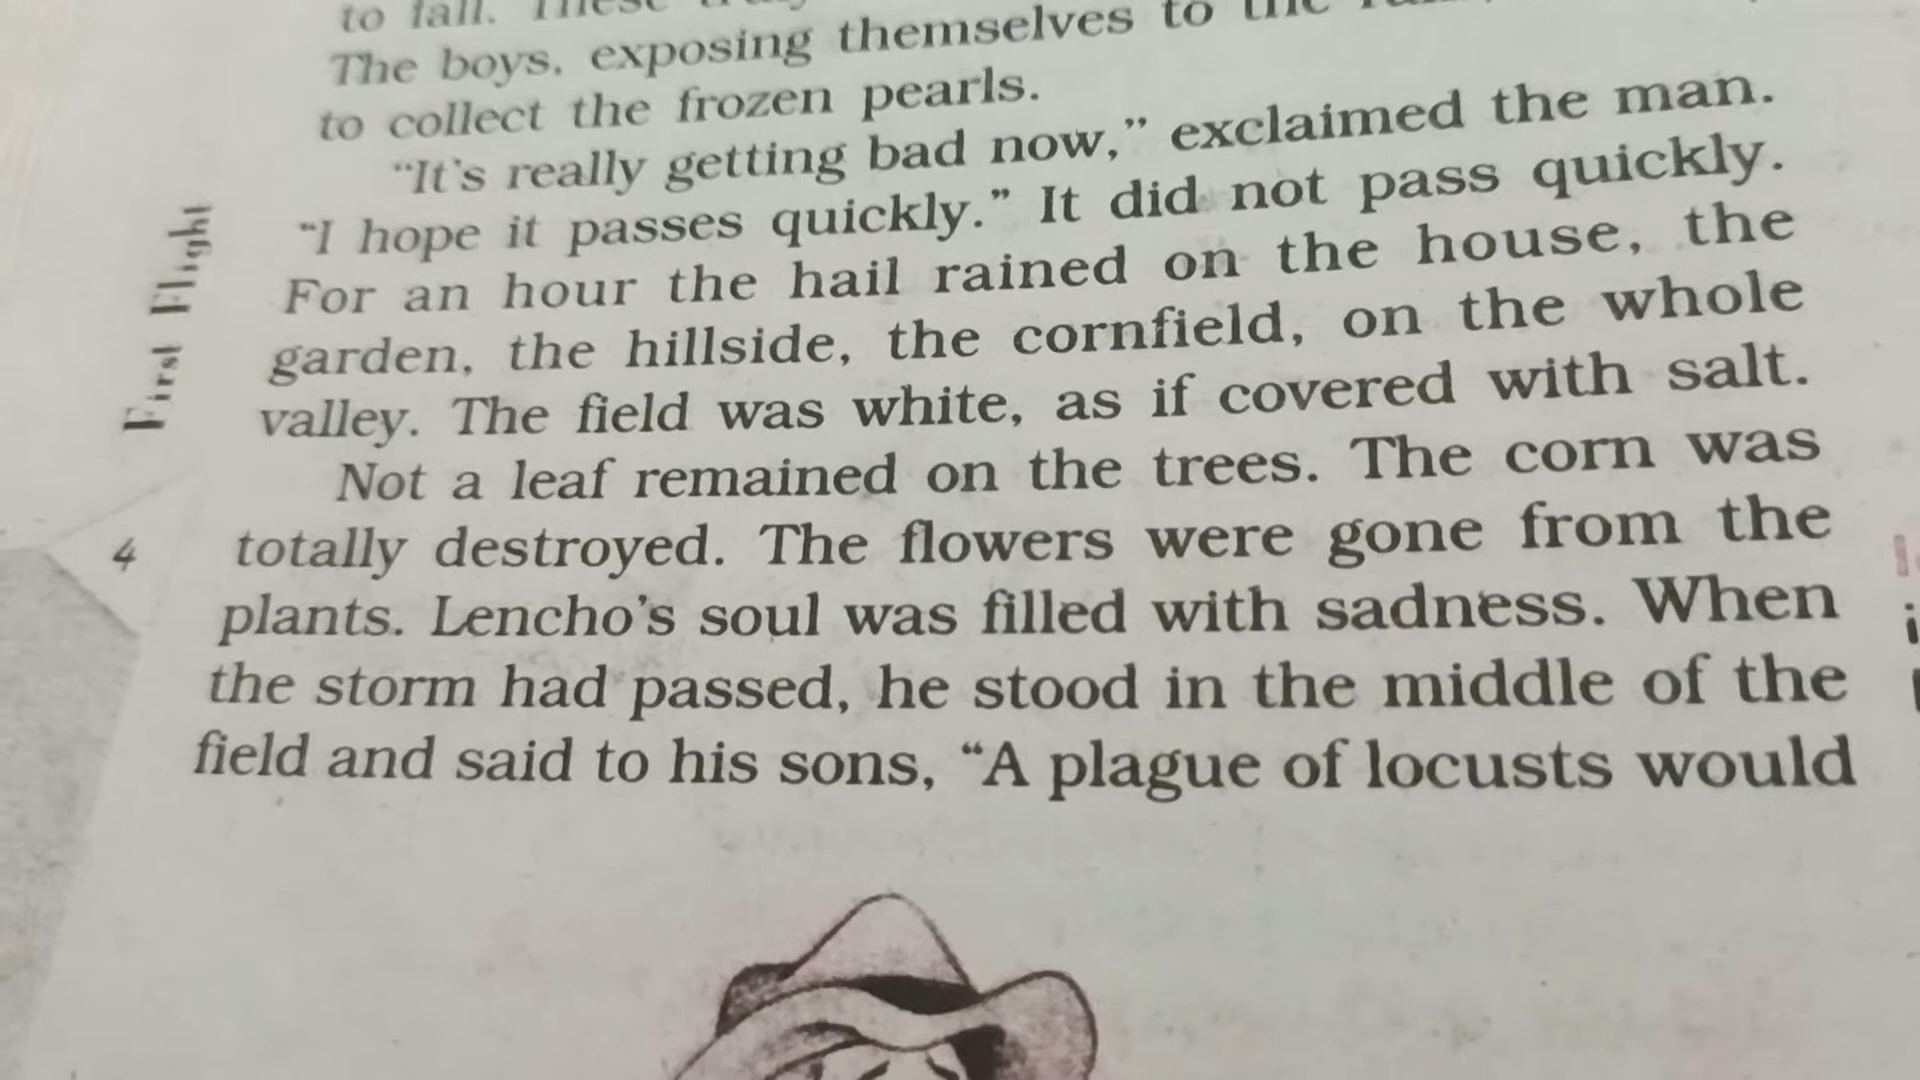 to fall. These
The boys, exposing themselves to the
to collect the frozen pearls.
“It's really getting bad now,” exclaimed the man.
“I hope it passes quickly.” It did not pass quickly.
For an hour the hail rained on the house, the
garden, the hillside, the cornfield, on the whole
valley. The field was white, as if covered with salt.
Not a leaf remained on the trees. The corn was
totally destroyed. The flowers were gone from the
plants. Lencho's soul was filled with sadness. When
the storm had passed, he stood in the middle of the
field and said to his sons, “A plague of locusts would
First Flight
4